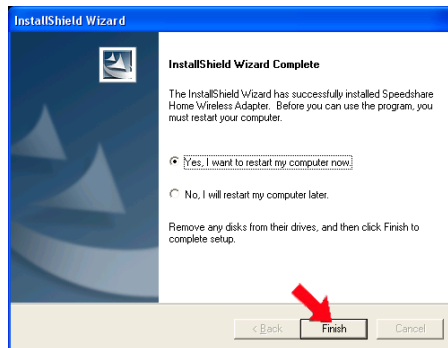 InstallShield Wizard
InstallShield Wizard Complete
The InstallShield Wizard has successfully installed Speedshare
Home Wireless Adapter. Before you can use the program, you
must restart your computer.
Yes, I want to restart my computer now.
No, I will restart my computer later.
Remove any disks from their drives, and then click Finish to
complete setup.
< Back
Finish
Cancel